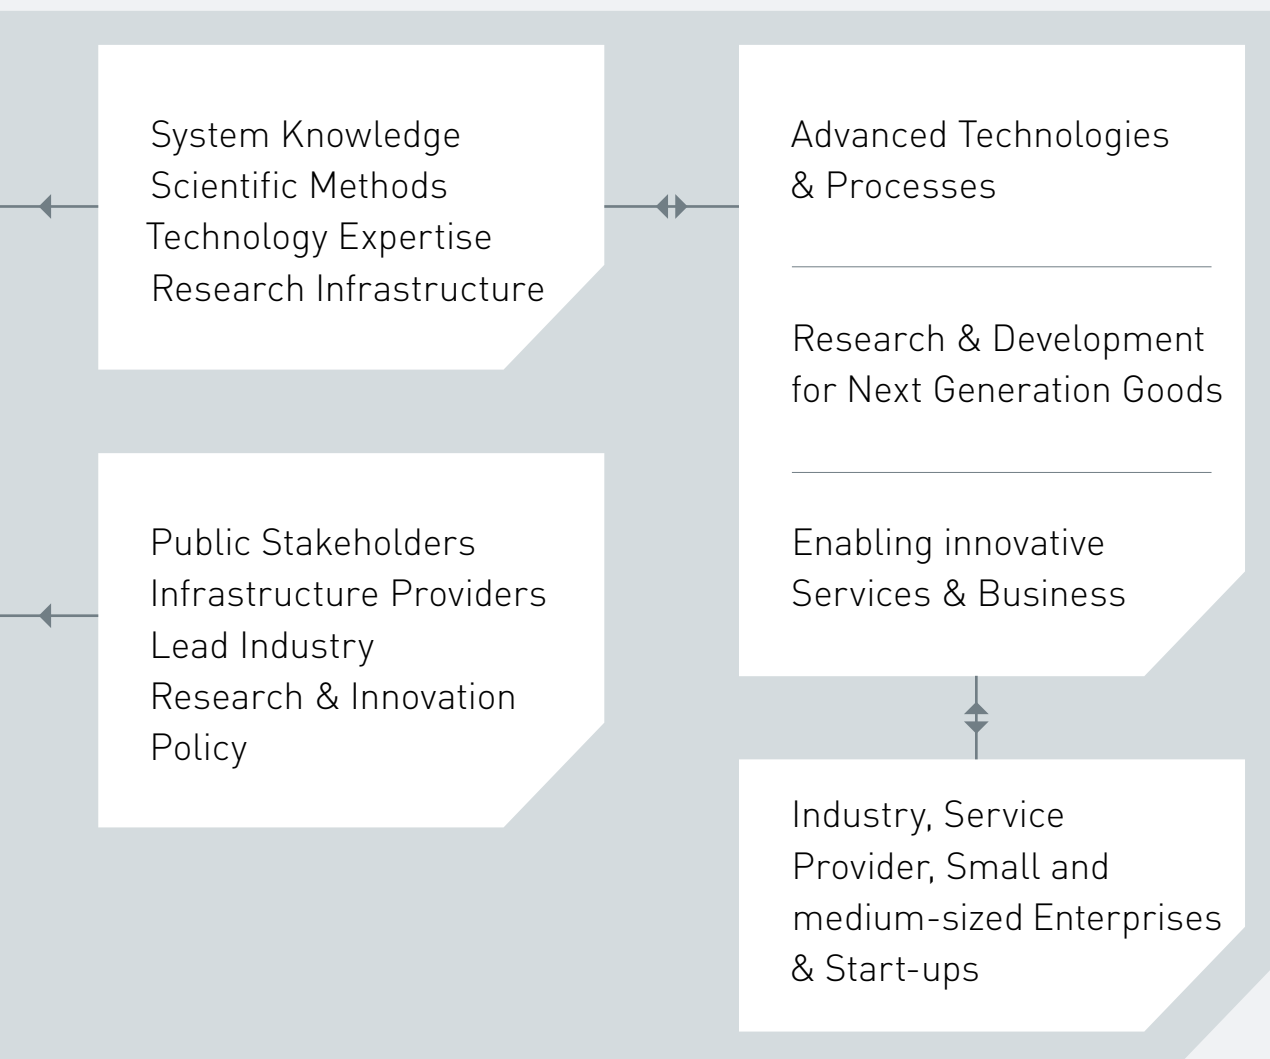 System Knowledge
Scientific Methods
Technology Expertise
Research Infrastructure
Public Stakeholders
Infrastructure Providers
Lead Industry
Research & Innovation
Policy
Advanced Technologies
& Processes
Research & Development
for Next Generation Goods
Enabling innovative
Services & Business
Industry, Service
Provider, Small and
medium-sized Enterprises
& Start-ups